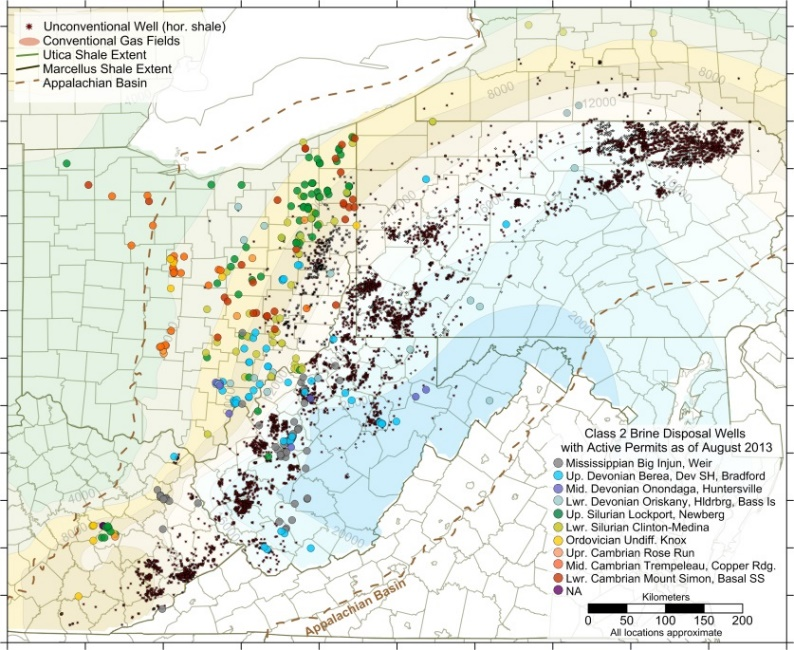 Unconventional Well (hor. shale)
Conventional Gas Fields
Utica Shale Extent
Marcellus Shale Extent
Appalachian Basin
8000
8000
12000
20000
4000
8000
Appalachian Basin
Class 2 Brine Disposal Wells
with Active Permits as of August 2013
Mississippian Big Injun, Weir
Up. Devonian Berea, Dev SH, Bradford
Mid. Devonian Onondaga, Huntersville
Lwr. Devonian Oriskany, Hldrbrg, Bass Is
Up. Silurian Lockport, Newberg
Lwr. Silurian Clinton-Medina
Ordovician Undiff. Knox
Upr. Cambrian Rose Run
Mid. Cambrian Trempeleau, Copper Rdg.
Lwr. Cambrian Mount Simon, Basal SS
NA
Kilometers
0 50 100 150 200
All locations approximate